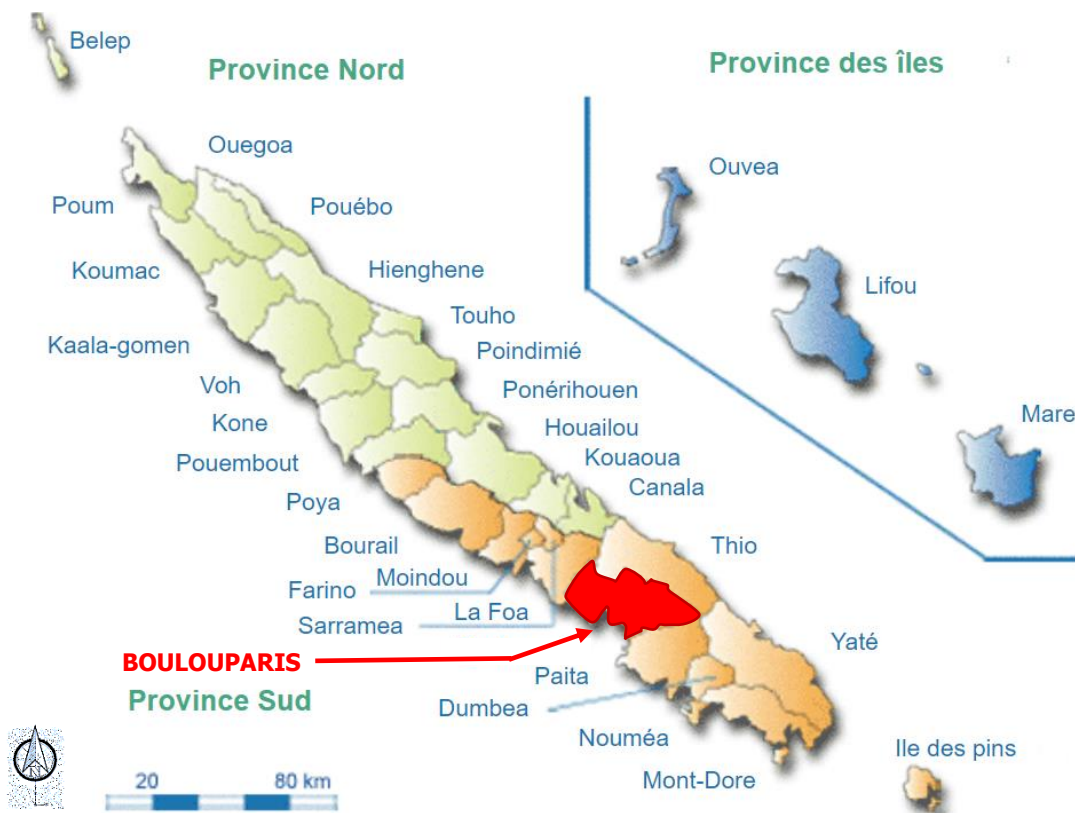 Belep
Province Nord
Province des îles
Ouegoa
Ouvea
Poum
Pouébo
Koumac
Hienghene
Lifou
Touho
Kaala-gomen
Poindimié
Voh
Ponérihouen
Kone
Houailou
Mare
Pouembout
Kouaoua
Canala
Poya
Thio
Bourail
Moindou
Farino
La Foa
Sarramea
Yaté
BOULOUPARIS
Paita
Province Sud
Dumbea
Nouméa
Ile des pins
Mont-Dore
N
20 80 km